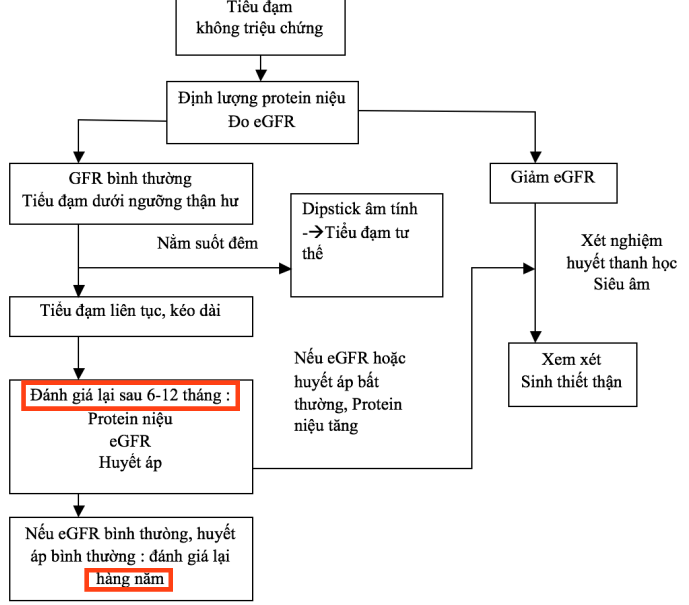 Tiểu đạm
không triệu chứng
Định lượng protein niệu
Đo eGFR
GFR bình thường
Tiểu đạm dưới ngưỡng thận hư
Giảm eGFR
Nằm suốt đêm
Dipstick âm tính
-→Tiểu đạm tư
thế
Xét nghiệm
huyết thanh học
Siêu âm
Tiểu đạm liên tục, kéo dài
Nếu eGFR hoặc
huyết áp bất
thường, Protein
niệu tăng
Xem xét
Sinh thiết thận
Đánh giá lại sau 6-12 tháng :
Protein niệu
eGFR
Huyết áp
Nếu eGFR bình thường, huyết
áp bình thường : đánh giá lại
hàng năm